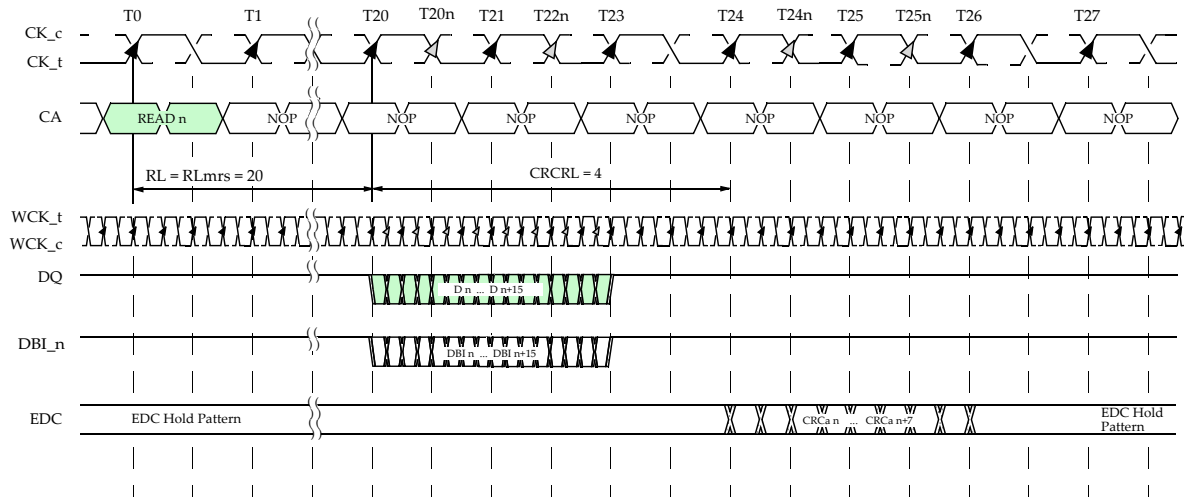 T0 T1 T20 T20n T21 T22n T23 T24 T24n T25 T25n T26 T27
CK_c
CK_t
CA READ n NOP NOP NOP NOP NOP NOP NOP NOP
RL = RLmrs = 20 CRCRL = 4
WCK_t
WCK_c
DQ
D n ... D n+15
DBI_n
DBI n ... DBI n+15
EDC EDC Hold Pattern CRCa n ... CRCa n+7 EDC Hold
Pattern